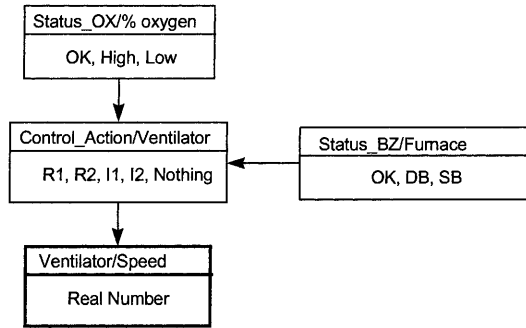 Status_OX/% oxygen
OK, High, Low
Control_Action/Ventilator
R1, R2, I1, I2, Nothing
Status_BZ/Furnace
OK, DB, SB
Ventilator/Speed
Real Number